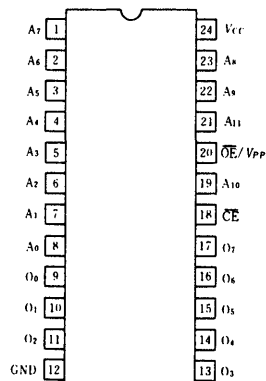 A7 1 24 Vcc
A6 2 23 A8
A5 3 22 A9
A4 4 21 A11
A3 5 20 O̅E̅/VPP
A2 6 19 A10
A1 7 18 C̅E̅
A0 8 17 O7
O0 9 16 O6
O1 10 15 O5
O2 11 14 O4
GND 12 13 O3